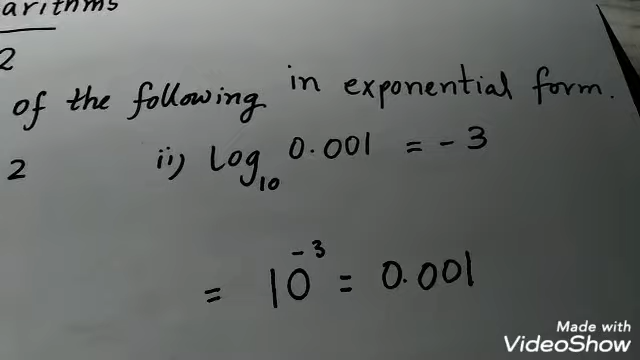 arithms
2
of the following in exponential form.
2 ii) log₁₀ 0.001 = - 3
= 10⁻³ = 0.001
Made with
VideoShow